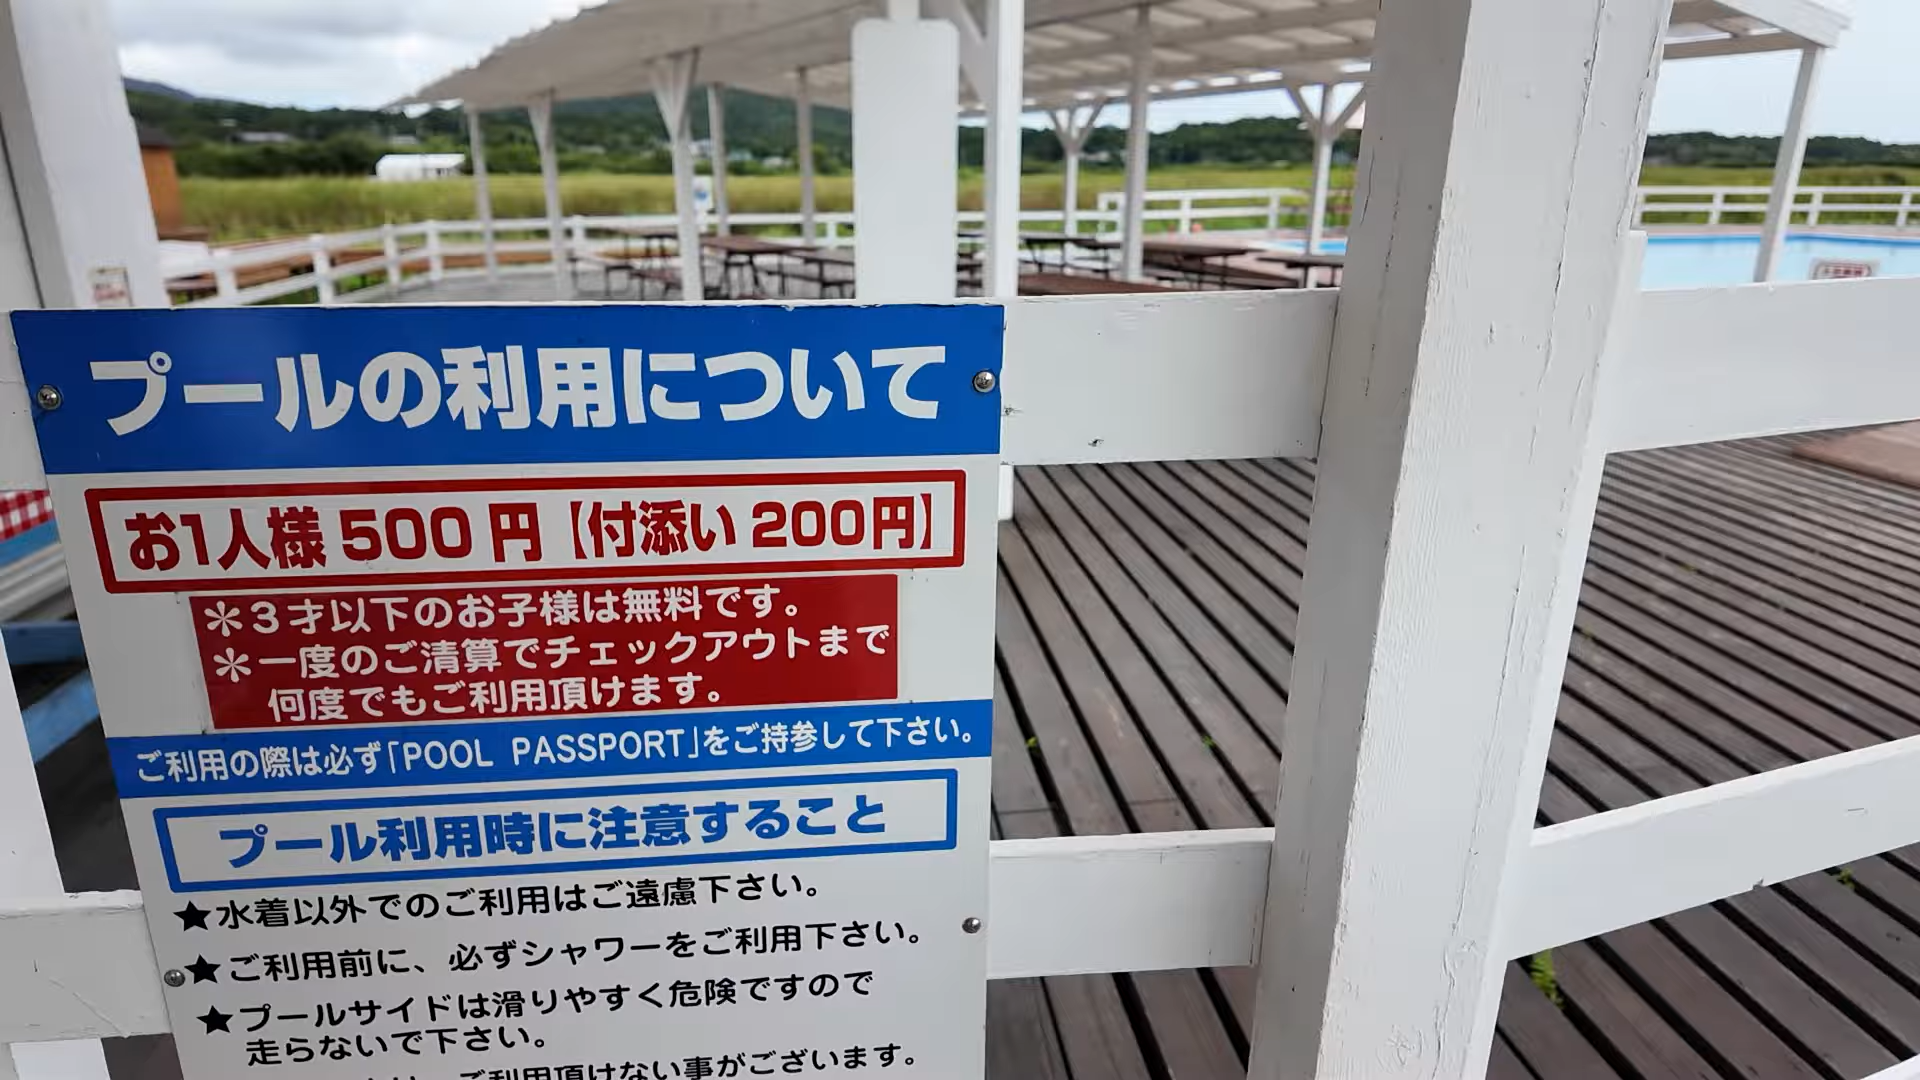 プールの利用について
お1人様500円【付添い200円】
＊3才以下のお子様は無料です。
＊一度のご清算でチェックアウトまで
何度でもご利用頂けます。
ご利用の際は必ず｢POOL PASSPORT｣をご持参して下さい。
プール利用時に注意すること
★水着以外でのご利用はご遠慮下さい。
★ご利用前に、必ずシャワーをご利用下さい。
★プールサイドは滑りやすく危険ですので
走らないで下さい。
ご利用頂けない事がございます。